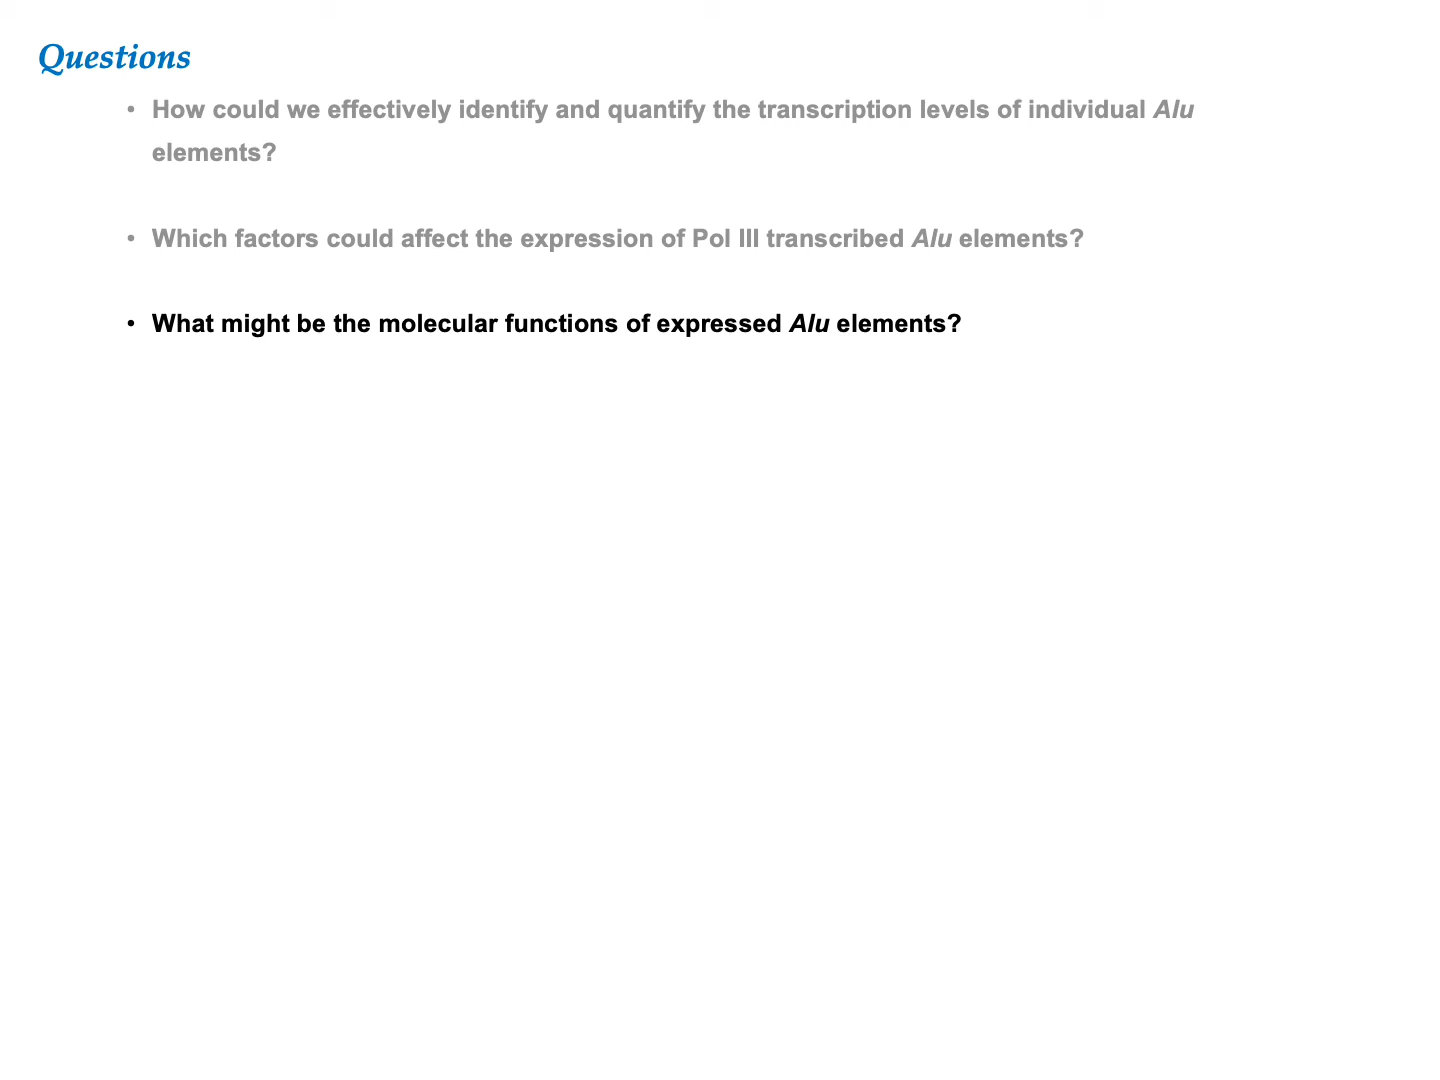 Questions
• How could we effectively identify and quantify the transcription levels of individual Alu
elements?
• Which factors could affect the expression of Pol III transcribed Alu elements?
• What might be the molecular functions of expressed Alu elements?